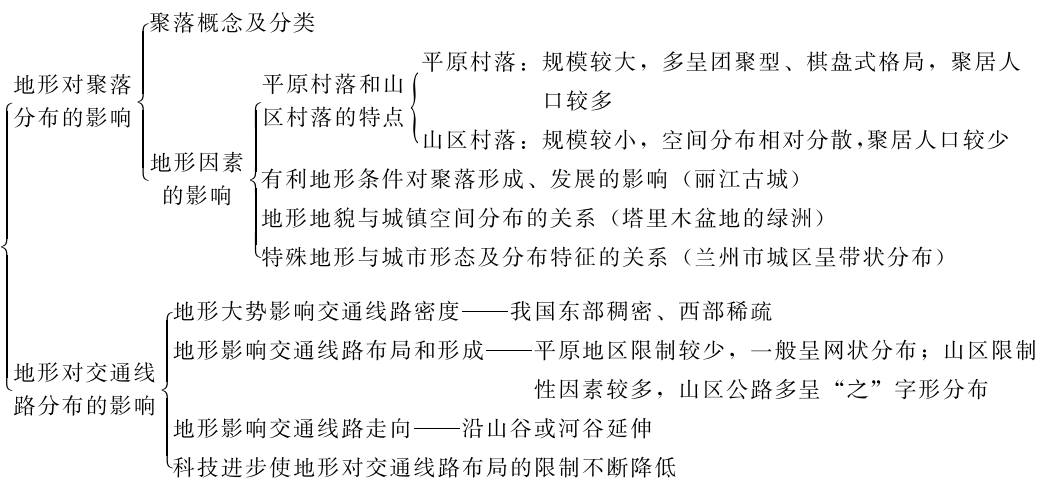 聚落概念及分类
地形对聚落
分布的影响
平原村落和山
区村落的特点
平原村落：规模较大，多呈团聚型、棋盘式格局，聚居人
口较多
山区村落：规模较小，空间分布相对分散，聚居人口较少
地形因素
的影响
有利地形条件对聚落形成、发展的影响（丽江古城）
地形地貌与城镇空间分布的关系（塔里木盆地的绿洲）
特殊地形与城市形态及分布特征的关系（兰州市城区呈带状分布）
地形对交通线
路分布的影响
地形大势影响交通线路密度——我国东部稠密、西部稀疏
地形影响交通线路布局和形成——平原地区限制较少，一般呈网状分布；山区限制
性因素较多，山区公路多呈“之”字形分布
地形影响交通线路走向——沿山谷或河谷延伸
科技进步使地形对交通线路布局的限制不断降低